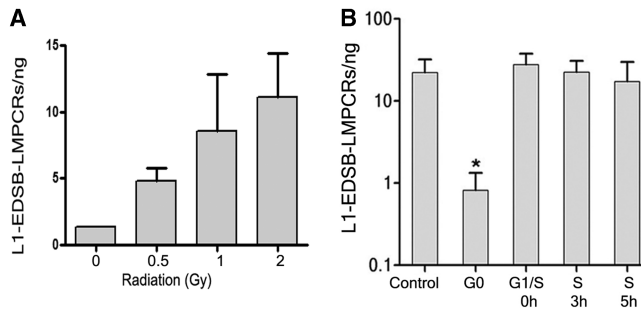 A
L1-EDSB-LMPCRs/ng
15
10
5
0
0 0.5 1 2
Radiation (Gy)
B
L1-EDSB-LMPCRs/ng
100
10
1
0.1
*
Control G0 G1/S S S
0h 3h 5h